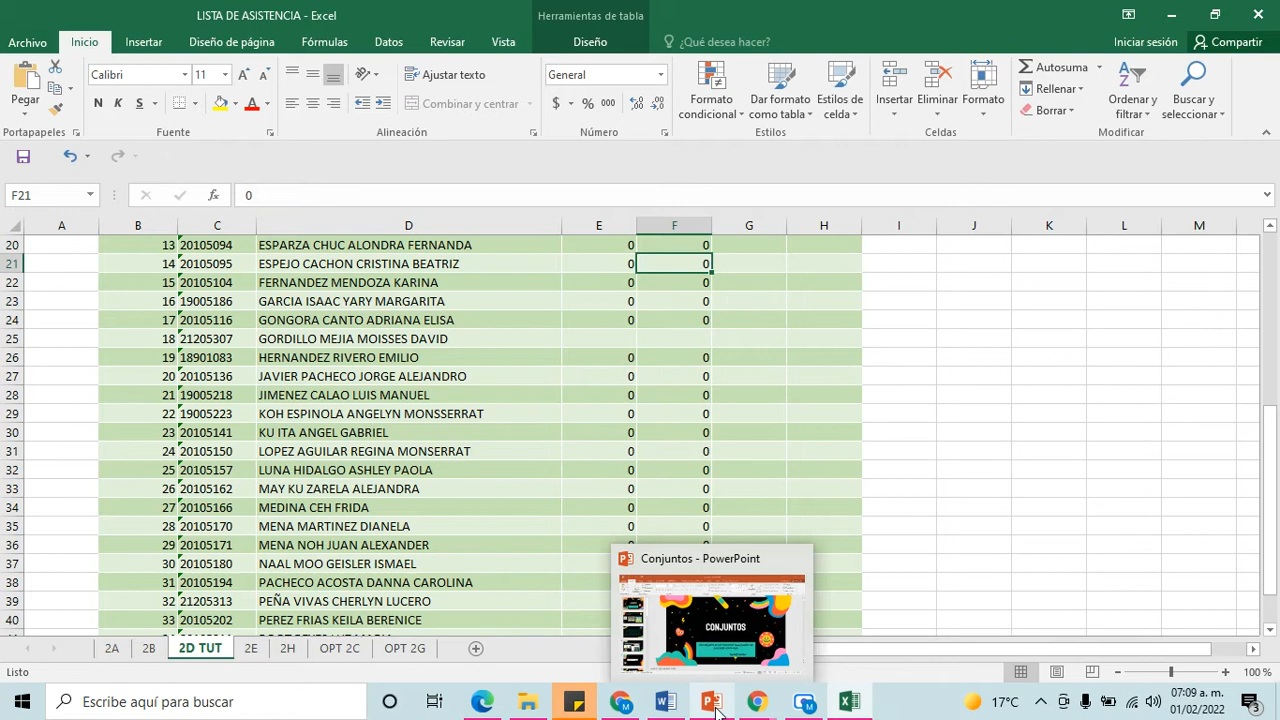 LISTA DE ASISTENCIA - Excel
Herramientas de tabla
Archivo Inicio Insertar Diseño de página Fórmulas Datos Revisar Vista Diseño ¿Qué desea hacer? Iniciar sesión Compartir
Pegar
Portapapeles
Calibri 11
N K S
Fuente
Ajustar texto
Combinar y centrar
Alineación
General
$ % 000
Número
Formato condicional
Dar formato como tabla
Estilos de celda
Estilos
Insertar Eliminar Formato
Celdas
Autosuma
Rellenar
Borrar
Ordenar y filtrar
Buscar y seleccionar
Modificar
F21 fx 0
A B C D E F G H I J K L M
20 13 20105094 ESPARZA CHUC ALONDRA FERNANDA 0 0
21 14 20105095 ESPEJO CACHON CRISTINA BEATRIZ 0 0
22 15 20105104 FERNANDEZ MENDOZA KARINA 0 0
23 16 19005186 GARCIA ISAAC YARY MARGARITA 0 0
24 17 20105116 GONGORA CANTO ADRIANA ELISA 0 0
25 18 21205307 GORDILLO MEJIA MOISSES DAVID
26 19 18901083 HERNANDEZ RIVERO EMILIO 0 0
27 20 20105136 JAVIER PACHECO JORGE ALEJANDRO 0 0
28 21 19005218 JIMENEZ CALAO LUIS MANUEL 0 0
29 22 19005223 KOH ESPINOLA ANGELYN MONSSERRAT 0 0
30 23 20105141 KU ITA ANGEL GABRIEL 0 0
31 24 20105150 LOPEZ AGUILAR REGINA MONSERRAT 0 0
32 25 20105157 LUNA HIDALGO ASHLEY PAOLA 0 0
33 26 20105162 MAY KU ZARELA ALEJANDRA 0 0
34 27 20105166 MEDINA CEH FRIDA 0 0
35 28 20105170 MENA MARTINEZ DIANELA 0 0
36 29 20105171 MENA NOH JUAN ALEXANDER
37 30 20105180 NAAL MOO GEISLER ISMAEL
38 31 20105194 PACHECO ACOSTA DANNA CAROLINA
39 32 21205313 PEÑA VIVAS CHERLYN LUCERO
40 33 20105202 PEREZ FRIAS KEILA BERENICE
Conjuntos - PowerPoint
CONJUNTOS
2A 2B 2D TUT 2E 2H OPT 2C OPT 2G
Listo 100 %
Escribe aquí para buscar
17°C
07:09 a. m.
01/02/2022
3